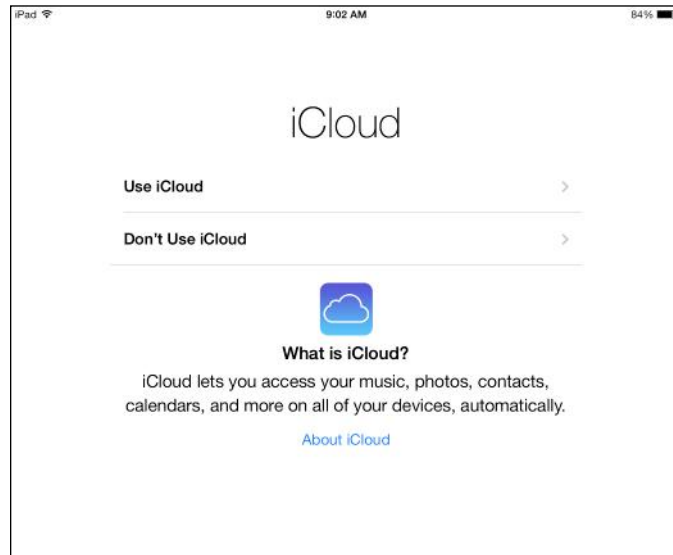 iPad 9:02 AM 84%
iCloud
Use iCloud
Don't Use iCloud
What is iCloud?
iCloud lets you access your music, photos, contacts,
calendars, and more on all of your devices, automatically.
About iCloud